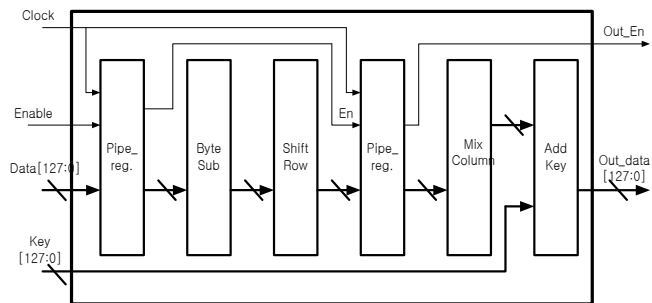 Clock
Out_En
Enable
En
Pipe_
reg.
Byte
Sub
Shift
Row
Pipe_
reg.
Mix
Column
Add
Key
Data[127:0]
Out_data
[127:0]
Key
[127:0]